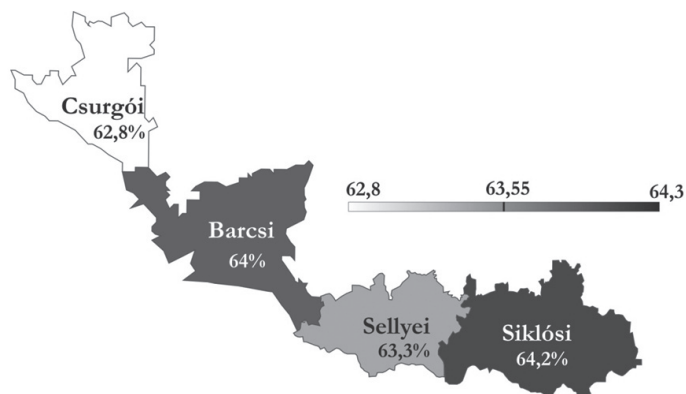 Csurgói
62,8%
62,8
63,55
64,3
Barcsi
64%
Sellyei
63,3%
Siklósi
64,2%